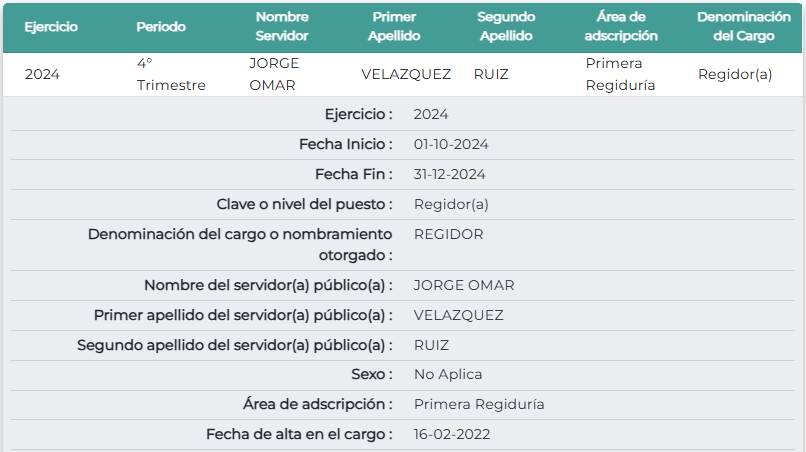 Ejercicio Periodo Nombre Servidor Primer Apellido Segundo Apellido Área de adscripción Denominación del Cargo
2024 4° Trimestre JORGE OMAR VELAZQUEZ RUIZ Primera Regiduría Regidor(a)
Ejercicio : 2024
Fecha Inicio : 01-10-2024
Fecha Fin : 31-12-2024
Clave o nivel del puesto : Regidor(a)
Denominación del cargo o nombramiento otorgado : REGIDOR
Nombre del servidor(a) público(a) : JORGE OMAR
Primer apellido del servidor(a) público(a) : VELAZQUEZ
Segundo apellido del servidor(a) público(a) : RUIZ
Sexo : No Aplica
Área de adscripción : Primera Regiduría
Fecha de alta en el cargo : 16-02-2022